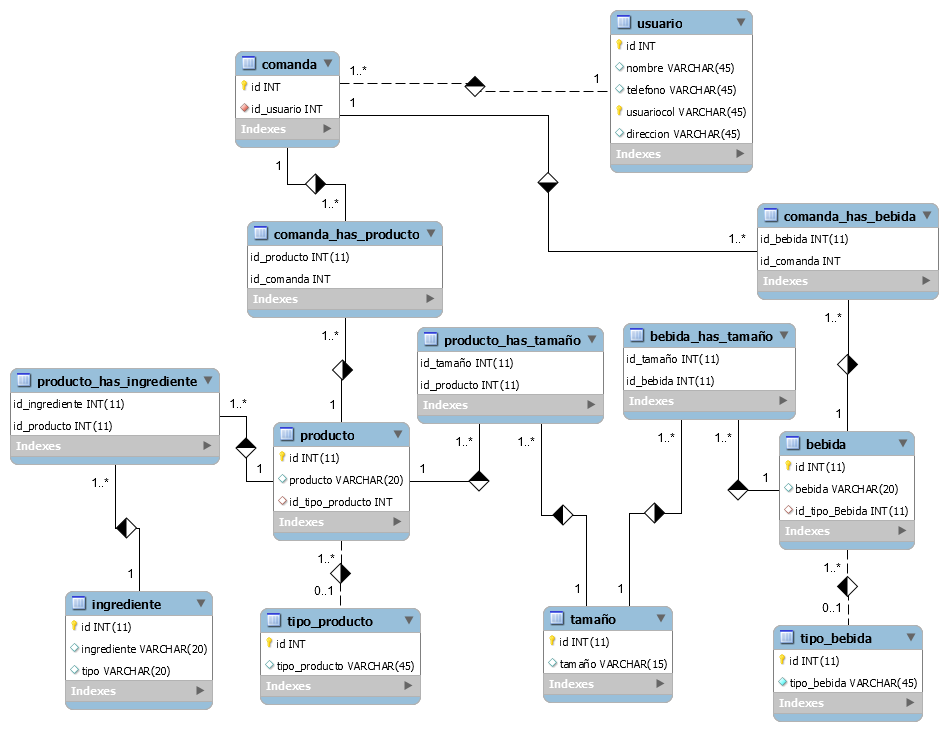 usuario
id INT
nombre VARCHAR(45)
telefono VARCHAR(45)
usuariocol VARCHAR(45)
direccion VARCHAR(45)
Indexes
comanda
id INT
id_usuario INT
Indexes
1..*
1
1
1
1..*
comanda_has_producto
id_producto INT(11)
id_comanda INT
Indexes
comanda_has_bebida
id_bebida INT(11)
id_comanda INT
Indexes
1..*
1..*
1
1..*
1
producto_has_tamaño
id_tamaño INT(11)
id_producto INT(11)
Indexes
bebida_has_tamaño
id_tamaño INT(11)
id_bebida INT(11)
Indexes
producto_has_ingrediente
id_ingrediente INT(11)
id_producto INT(11)
Indexes
1..*
1
producto
id INT(11)
producto VARCHAR(20)
id_tipo_producto INT
Indexes
1
1..*
1..*
1..*
1..*
1
bebida
id INT(11)
bebida VARCHAR(20)
id_tipo_Bebida INT(11)
Indexes
1..*
1
1..*
0..1
1
1
1..*
0..1
ingrediente
id INT(11)
ingrediente VARCHAR(20)
tipo VARCHAR(20)
Indexes
tipo_producto
id INT
tipo_producto VARCHAR(45)
Indexes
tamaño
id INT(11)
tamaño VARCHAR(15)
Indexes
tipo_bebida
id INT(11)
tipo_bebida VARCHAR(45)
Indexes